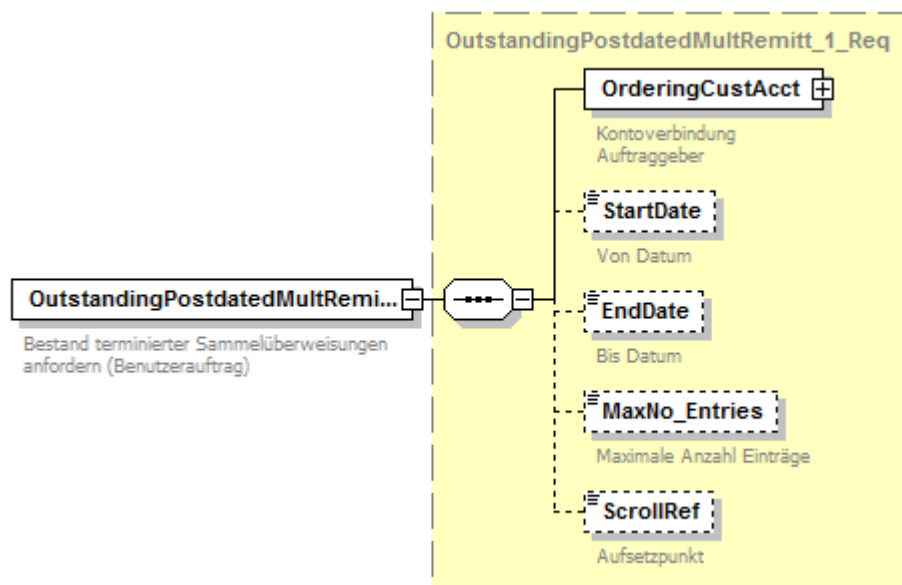 OutstandingPostdatedMultRemitt_1_Req
OrderingCustAcct
Kontoverbindung
Auftraggeber
StartDate
Von Datum
OutstandingPostdatedMultRemi...
Bestand terminierter Sammelüberweisungen
anfordern (Benutzerauftrag)
EndDate
Bis Datum
MaxNo_Entries
Maximale Anzahl Einträge
ScrollRef
Aufsetzpunkt